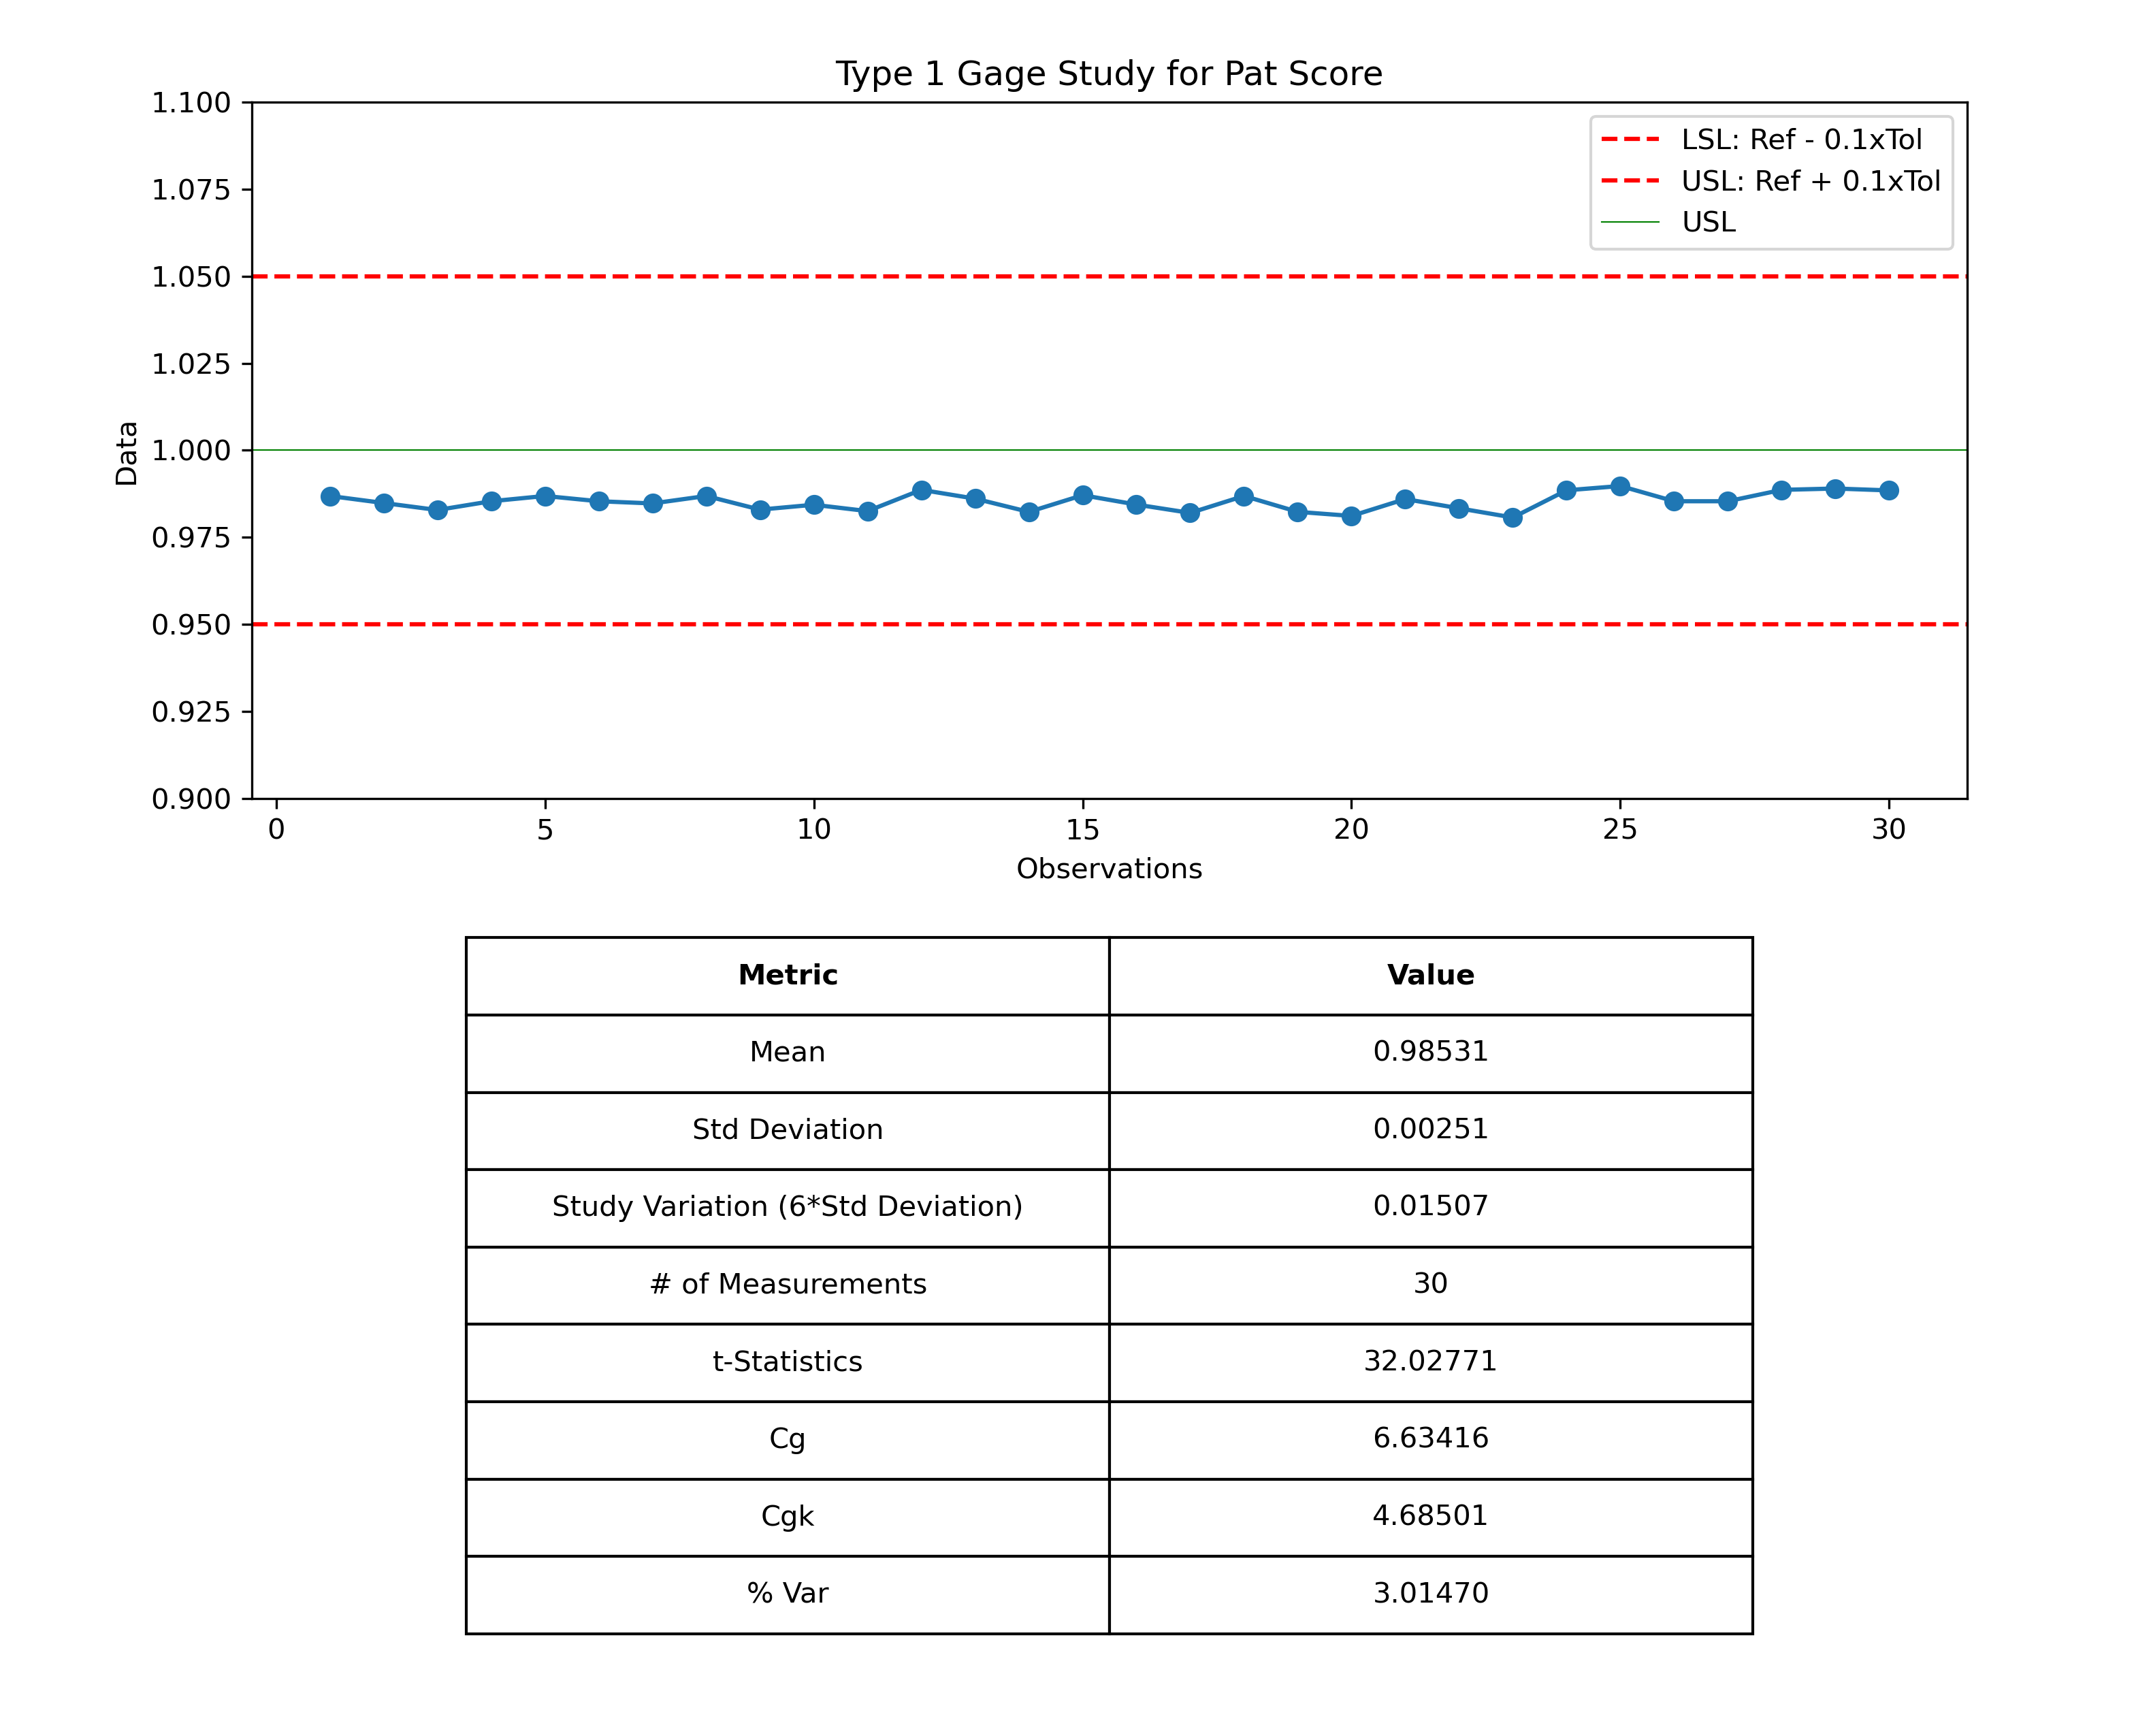 Type 1 Gage Study for Pat Score
1.100
1.075
1.050
1.025
1.000
0.975
0.950
0.925
0.900
Data
LSL: Ref - 0.1xTol
USL: Ref + 0.1xTol
USL
0 5 10 15 20 25 30
Observations
Metric Value
Mean 0.98531
Std Deviation 0.00251
Study Variation (6*Std Deviation) 0.01507
# of Measurements 30
t-Statistics 32.02771
Cg 6.63416
Cgk 4.68501
% Var 3.01470